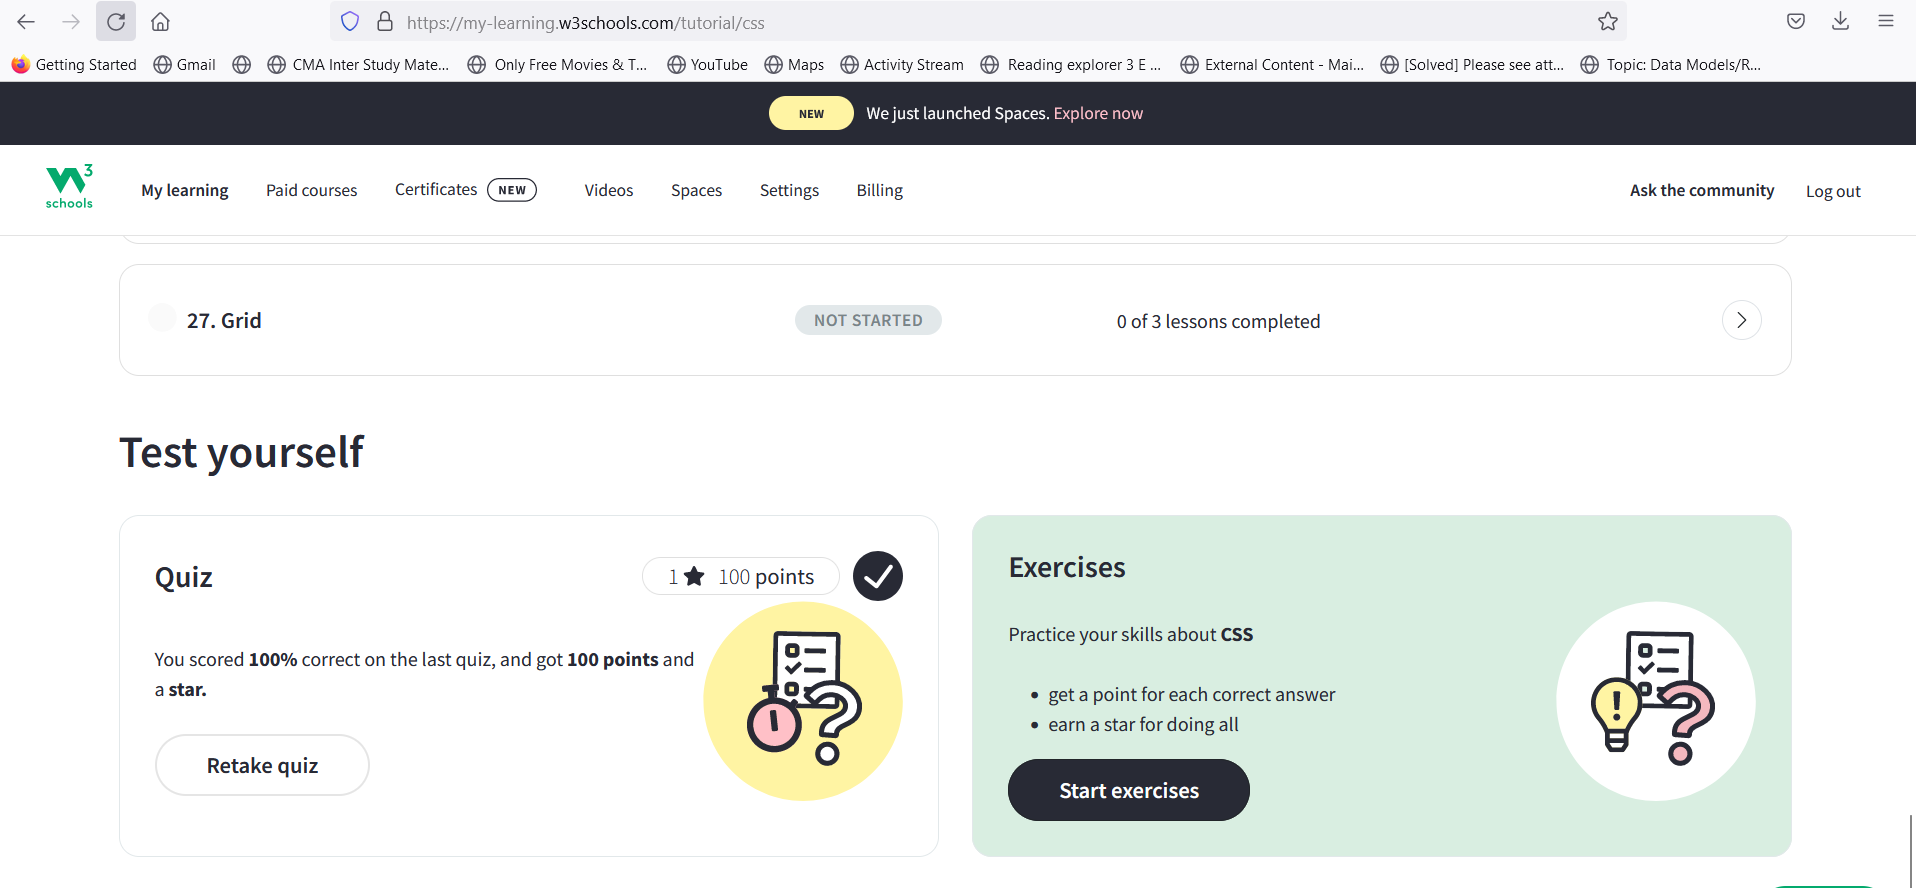 https://my-learning.w3schools.com/tutorial/css
Getting Started Gmail CMA Inter Study Mate... Only Free Movies & T... YouTube Maps Activity Stream Reading explorer 3 E ... External Content - Mai... [Solved] Please see att... Topic: Data Models/R...
NEW We just launched Spaces. Explore now
W3 schools My learning Paid courses Certificates NEW Videos Spaces Settings Billing Ask the community Log out
27. Grid NOT STARTED 0 of 3 lessons completed
Test yourself
Quiz 1 ★ 100 points
You scored 100% correct on the last quiz, and got 100 points and
a star.
Retake quiz
Exercises
Practice your skills about CSS
• get a point for each correct answer
• earn a star for doing all
Start exercises